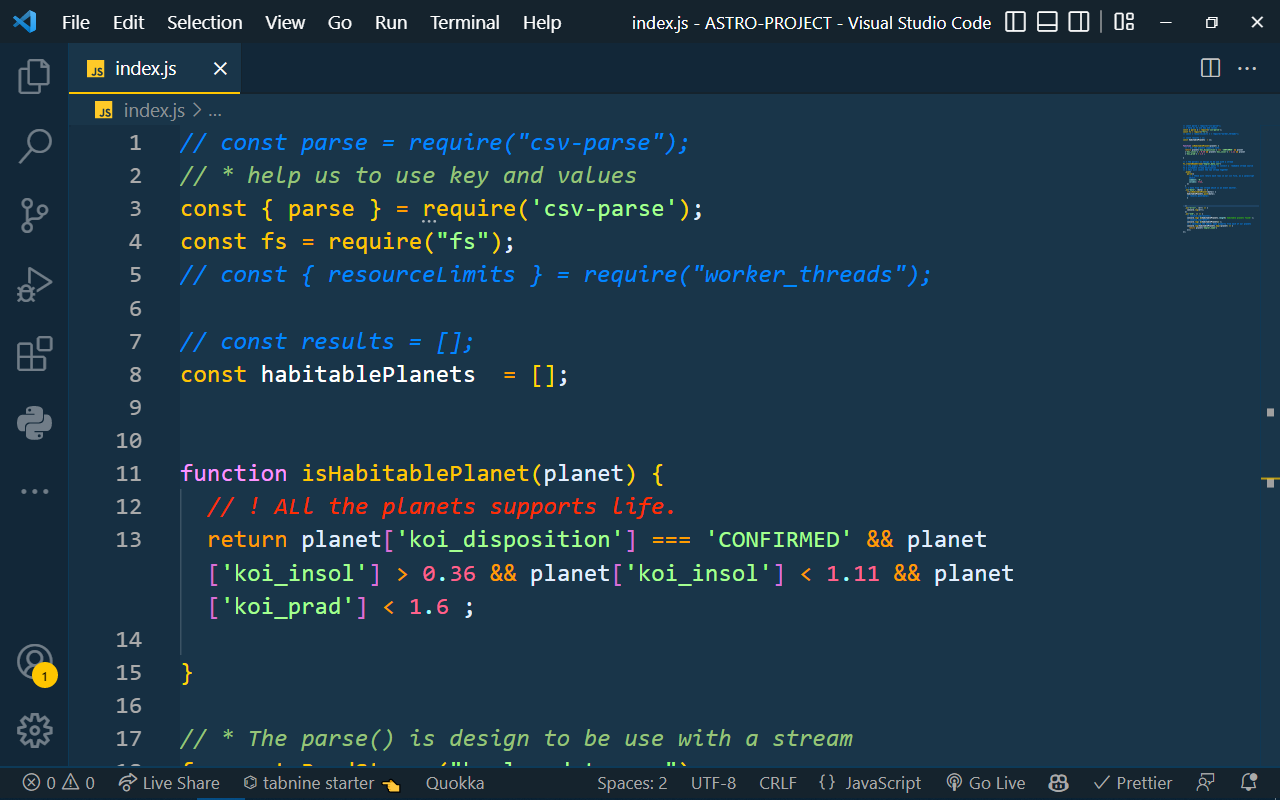 File Edit Selection View Go Run Terminal Help index.js - ASTRO-PROJECT - Visual Studio Code
JS index.js
JS index.js > ...
1 // const parse = require("csv-parse");
2 // * help us to use key and values
3 const { parse } = require('csv-parse');
4 const fs = require("fs");
5 // const { resourceLimits } = require("worker_threads");
6
7 // const results = [];
8 const habitablePlanets  = [];
9
10
11 function isHabitablePlanet(planet) {
12 // ! ALl the planets supports life.
13 return planet['koi_disposition'] === 'CONFIRMED' && planet
['koi_insol'] > 0.36 && planet['koi_insol'] < 1.11 && planet
['koi_prad'] < 1.6 ;
14
15 }
16
17 // * The parse() is design to be use with a stream
1
0 0 Live Share tabnine starter Quokka Spaces: 2 UTF-8 CRLF {} JavaScript Go Live Prettier